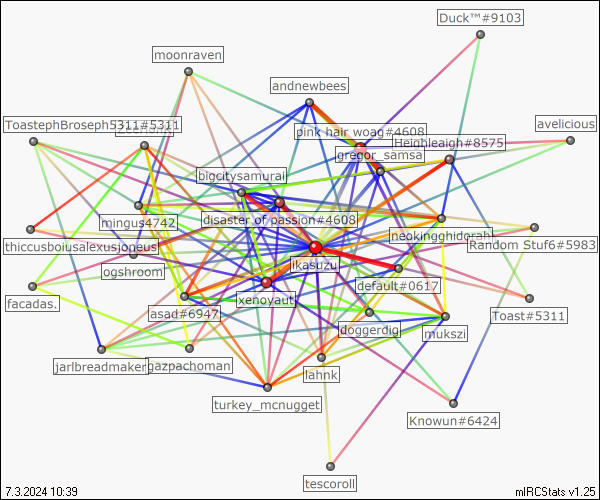 Duck™#9103
moonraven
andnewbees
ToastephBroseph5311#5311
pink hair woag#4608
avelicious
Heighleagh#8575
gregor_samsa
bigcitysamurai
mingus4742
disaster of passion#4608
neokingghidorah
thiccusboiusalexusjoneus
Random Stuf6#5983
ogshroom
ikasuzu
default#0617
xenoyaut
facadas.
asad#6947
Toast#5311
doggerdig
mukszi
jarlbreadmaker
gazpachoman
lahnk
turkey_mcnugget
Knowun#6424
tescoroll
7.3.2024 10:39
mIRCStats v1.25